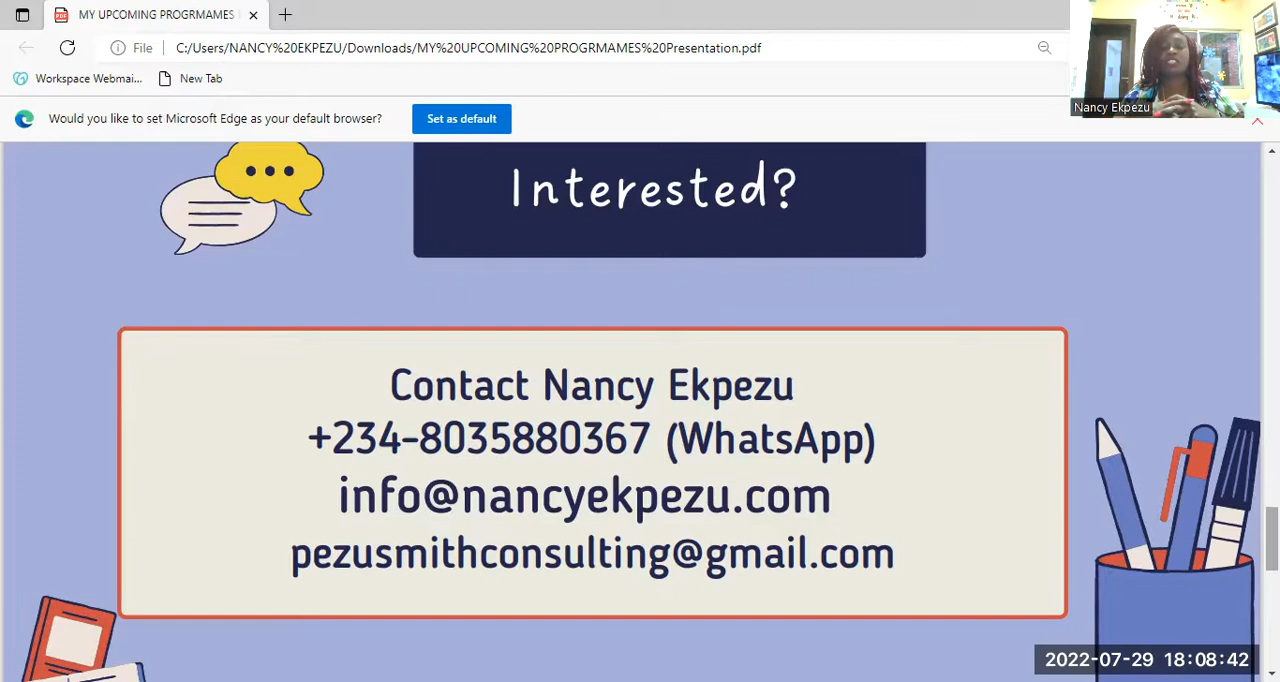 MY UPCOMING PROGRMAMES
File
C:/Users/NANCY%20EKPEZU/Downloads/MY%20UPCOMING%20PROGRMAMES%20Presentation.pdf
Workspace Webmai...
New Tab
Nancy Ekpezu
Would you like to set Microsoft Edge as your default browser?
Set as default
Interested?
Contact Nancy Ekpezu
+234-8035880367 (WhatsApp)
info@nancyekpezu.com
pezusmithconsulting@gmail.com
2022-07-29 18:08:42